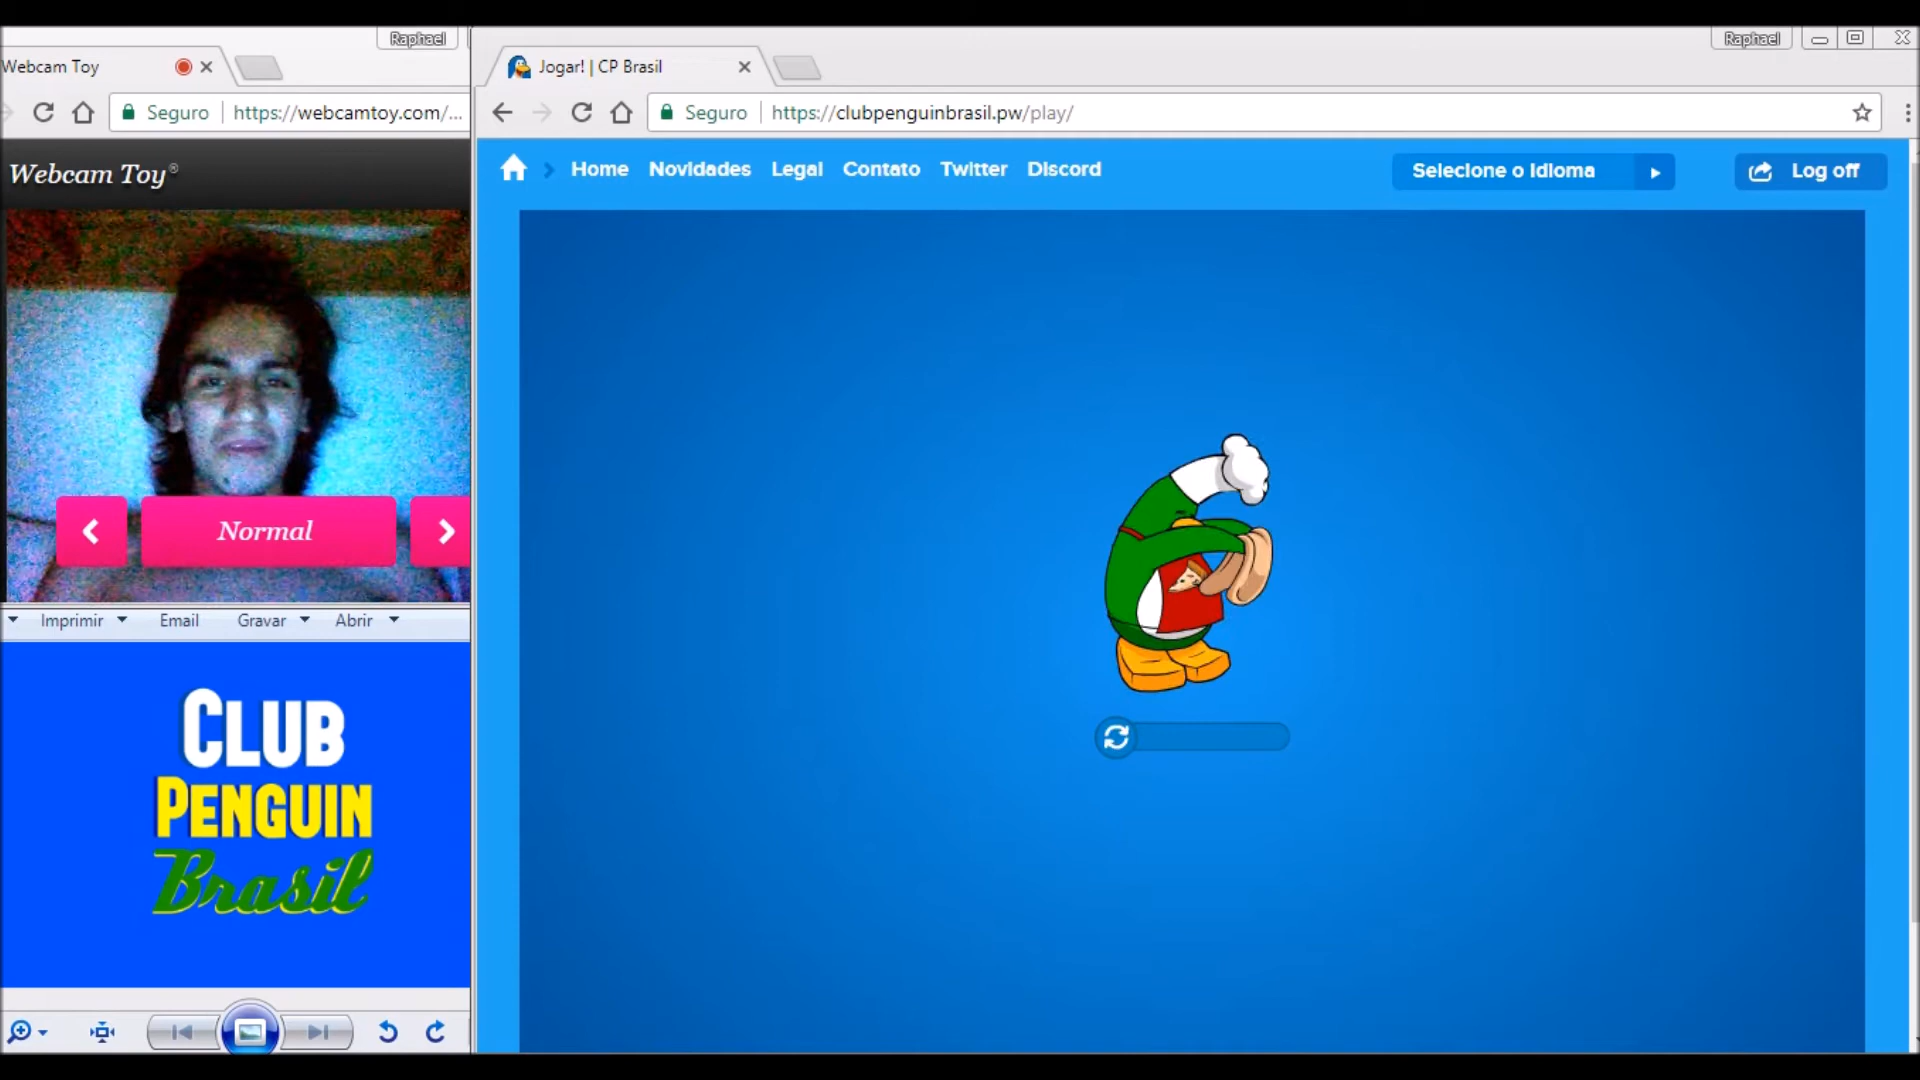 Raphael
Webcam Toy
Seguro
https://webcamtoy.com/...
Webcam Toy®
Normal
Imprimir
Email
Gravar
Abrir
CLUB
PENGUIN
Brasil
Raphael
Jogar! | CP Brasil
Seguro
https://clubpenguinbrasil.pw/play/
Home
Novidades
Legal
Contato
Twitter
Discord
Selecione o Idioma
Log off